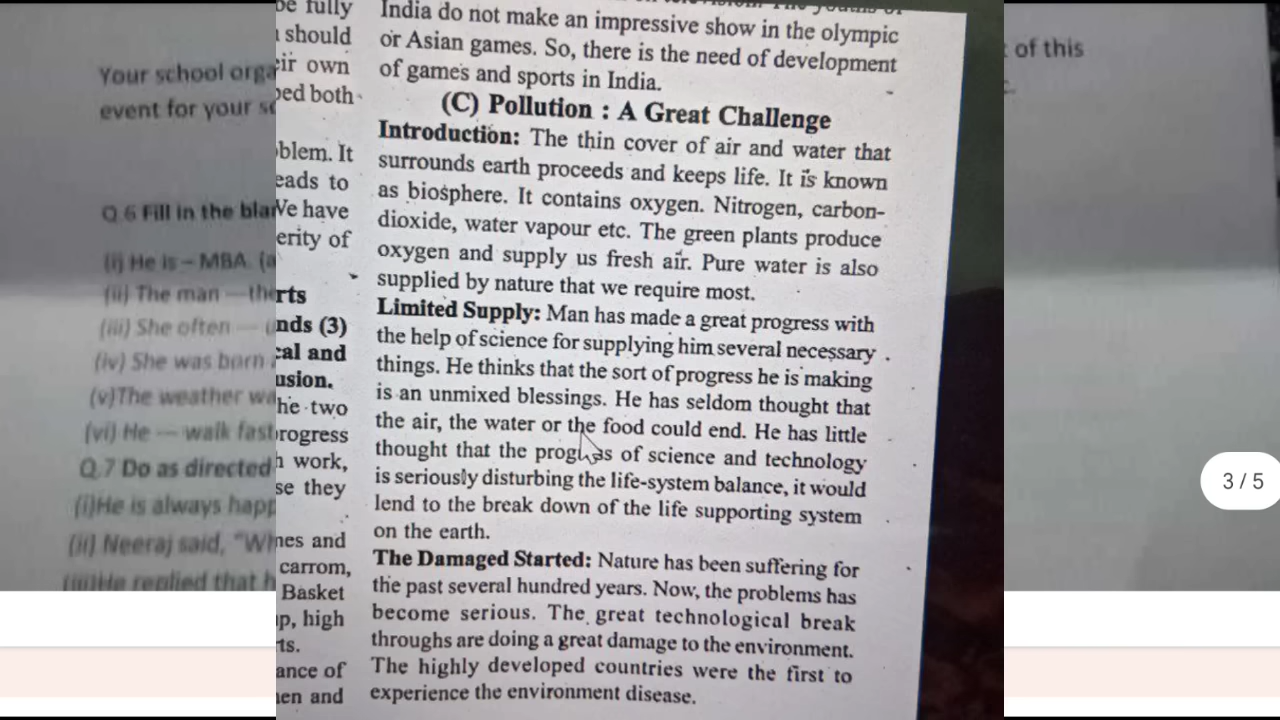 Your school orga
event for your s
Q.6 Fill in the blan
(i) He is – MBA. (a
(ii) The man — the
(iii) She often —
(iv) She was born
(v)The weather wa
(vi) He — walk fast
Q.7 Do as directed
(i)He is always happ
(ii) Neeraj said, "Wh
(iii)He replied that h
be fully
should
eir own
ped both
oblem. It
eads to
Ve have
erity of
rts
nds (3)
cal and
usion.
he two
rogress
h work,
se they
nes and
carrom,
Basket
p, high
ts.
ance of
en and
India do not make an impressive show in the olympic
or Asian games. So, there is the need of development
of games and sports in India.
(C) Pollution : A Great Challenge
Introduction: The thin cover of air and water that
surrounds earth proceeds and keeps life. It is known
as biosphere. It contains oxygen. Nitrogen, carbon-
dioxide, water vapour etc. The green plants produce
oxygen and supply us fresh air. Pure water is also
supplied by nature that we require most.
Limited Supply: Man has made a great progress with
the help of science for supplying him several necessary
things. He thinks that the sort of progress he is making
is an unmixed blessings. He has seldom thought that
the air, the water or the food could end. He has little
thought that the progress of science and technology
is seriously disturbing the life-system balance, it would
lend to the break down of the life supporting system
on the earth.
The Damaged Started: Nature has been suffering for
the past several hundred years. Now, the problems has
become serious. The great technological break
throughs are doing a great damage to the environment.
The highly developed countries were the first to
experience the environment disease.
of this
3 / 5